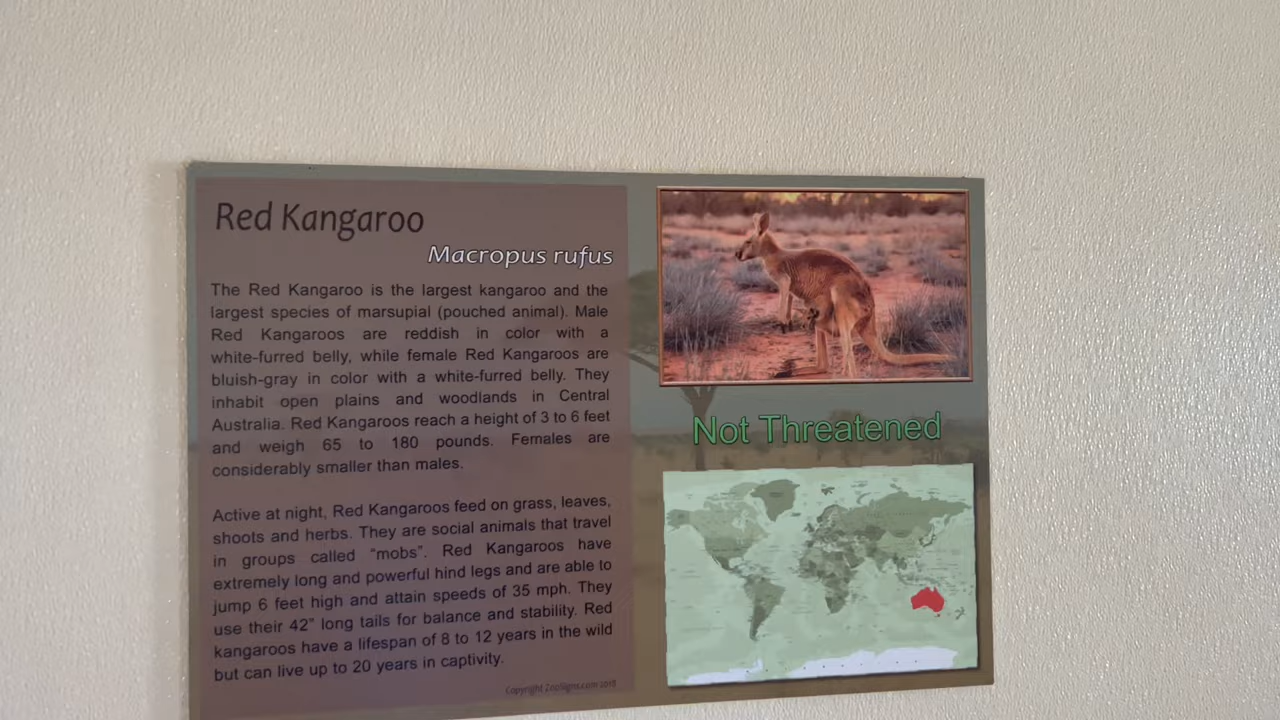 Red Kangaroo
Macropus rufus
The Red Kangaroo is the largest kangaroo and the
largest species of marsupial (pouched animal). Male
Red Kangaroos are reddish in color with a
white-furred belly, while female Red Kangaroos are
bluish-gray in color with a white-furred belly. They
inhabit open plains and woodlands in Central
Australia. Red Kangaroos reach a height of 3 to 6 feet
and weigh 65 to 180 pounds. Females are
considerably smaller than males.
Active at night, Red Kangaroos feed on grass, leaves,
shoots and herbs. They are social animals that travel
in groups called “mobs”. Red Kangaroos have
extremely long and powerful hind legs and are able to
jump 6 feet high and attain speeds of 35 mph. They
use their 42” long tails for balance and stability. Red
kangaroos have a lifespan of 8 to 12 years in the wild
but can live up to 20 years in captivity.
Copyright ZooSigns.com 2018
Not Threatened